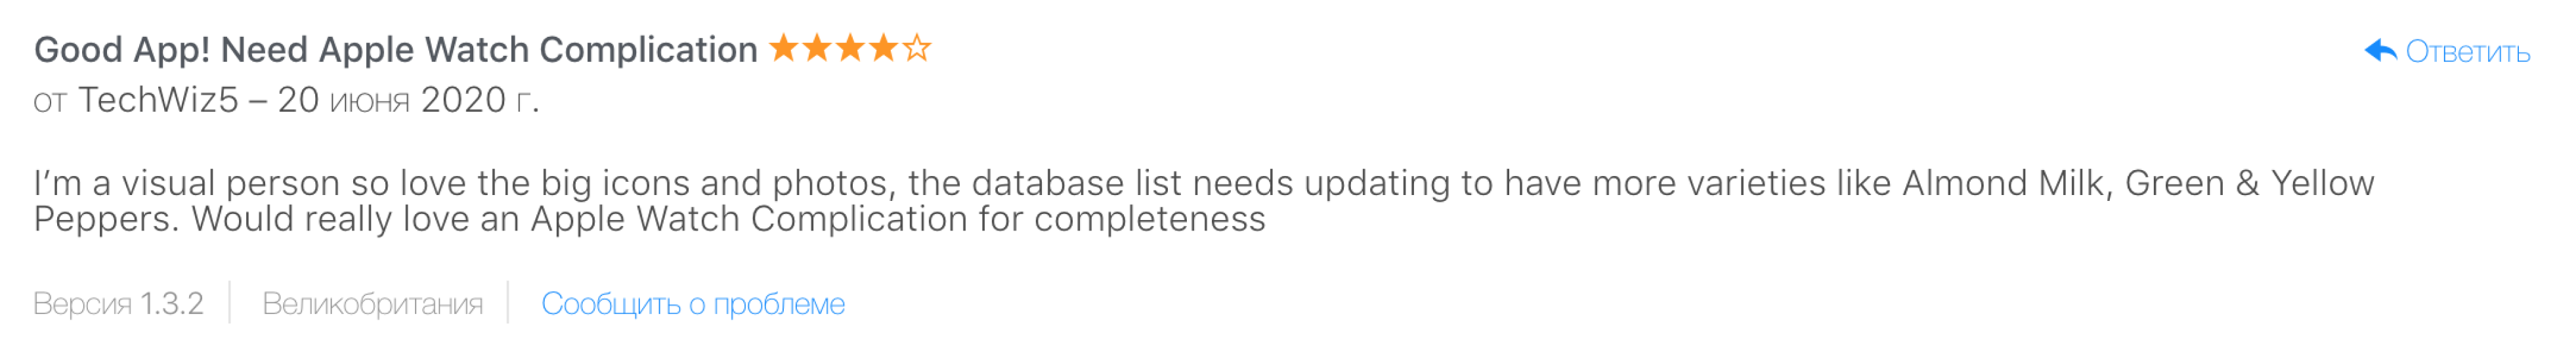 Good App! Need Apple Watch Complication ★★★★☆
Ответить
от TechWiz5 – 20 июня 2020 г.
I’m a visual person so love the big icons and photos, the database list needs updating to have more varieties like Almond Milk, Green & Yellow
Peppers. Would really love an Apple Watch Complication for completeness
Версия 1.3.2 Великобритания Сообщить о проблеме